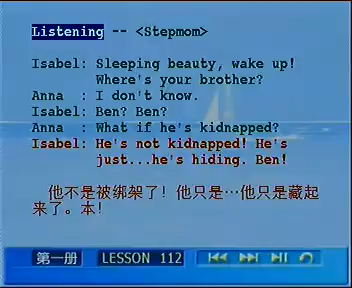 Listening -- <Stepmom>
Isabel: Sleeping beauty, wake up!
Where's your brother?
Anna : I don't know.
Isabel: Ben? Ben?
Anna : What if he's kidnapped?
Isabel: He's not kidnapped! He's
just...he's hiding. Ben!
他不是被绑架了！他只是…他只是藏起
来了。本！
第一册 LESSON 112